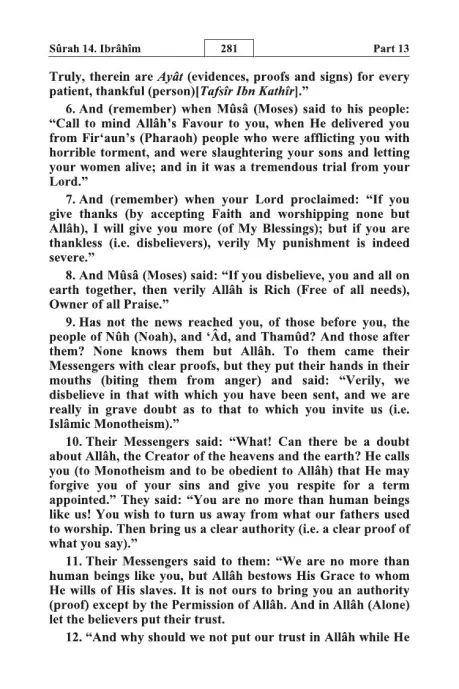 Sûrah 14. Ibrâhîm 281 Part 13
Truly, therein are Ayât (evidences, proofs and signs) for every
patient, thankful (person)[Tafsîr Ibn Kathîr].”
6. And (remember) when Mûsâ (Moses) said to his people:
“Call to mind Allâh’s Favour to you, when He delivered you
from Fir‘aun’s (Pharaoh) people who were afflicting you with
horrible torment, and were slaughtering your sons and letting
your women alive; and in it was a tremendous trial from your
Lord.”
7. And (remember) when your Lord proclaimed: “If you
give thanks (by accepting Faith and worshipping none but
Allâh), I will give you more (of My Blessings); but if you are
thankless (i.e. disbelievers), verily My punishment is indeed
severe.”
8. And Mûsâ (Moses) said: “If you disbelieve, you and all on
earth together, then verily Allâh is Rich (Free of all needs),
Owner of all Praise.”
9. Has not the news reached you, of those before you, the
people of Nûh (Noah), and ‘Âd, and Thamûd? And those after
them? None knows them but Allâh. To them came their
Messengers with clear proofs, but they put their hands in their
mouths (biting them from anger) and said: “Verily, we
disbelieve in that with which you have been sent, and we are
really in grave doubt as to that to which you invite us (i.e.
Islâmic Monotheism).”
10. Their Messengers said: “What! Can there be a doubt
about Allâh, the Creator of the heavens and the earth? He calls
you (to Monotheism and to be obedient to Allâh) that He may
forgive you of your sins and give you respite for a term
appointed.” They said: “You are no more than human beings
like us! You wish to turn us away from what our fathers used
to worship. Then bring us a clear authority (i.e. a clear proof of
what you say).”
11. Their Messengers said to them: “We are no more than
human beings like you, but Allâh bestows His Grace to whom
He wills of His slaves. It is not ours to bring you an authority
(proof) except by the Permission of Allâh. And in Allâh (Alone)
let the believers put their trust.
12. “And why should we not put our trust in Allâh while He